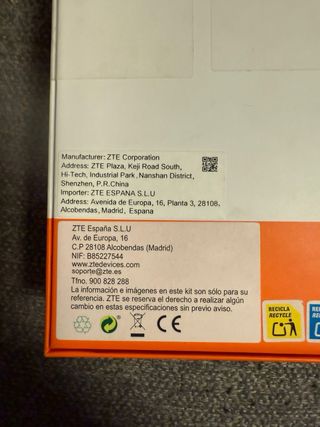 Manufacturer: ZTE Corporation
Address: ZTE Plaza, Keji Road South,
Hi-Tech, Industrial Park, Nanshan District,
Shenzhen, P.R.China
Importer: ZTE ESPANA S.L.U
Address: Avenida de Europa, 16, Planta 3, 28108,
Alcobendas, Madrid, Espana
ZTE España S.L.U
Av. de Europa, 16
C.P 28108 Alcobendas (Madrid)
NIF: B85227544
www.ztedevices.com
soporte@zte.es
Tfno. 900 828 288
La información e imágenes en este kit son sólo para su
referencia. ZTE se reserva el derecho a realizar algún
cambio en estas especificaciones sin previo aviso.
CE
RECICLA
RECYCLE